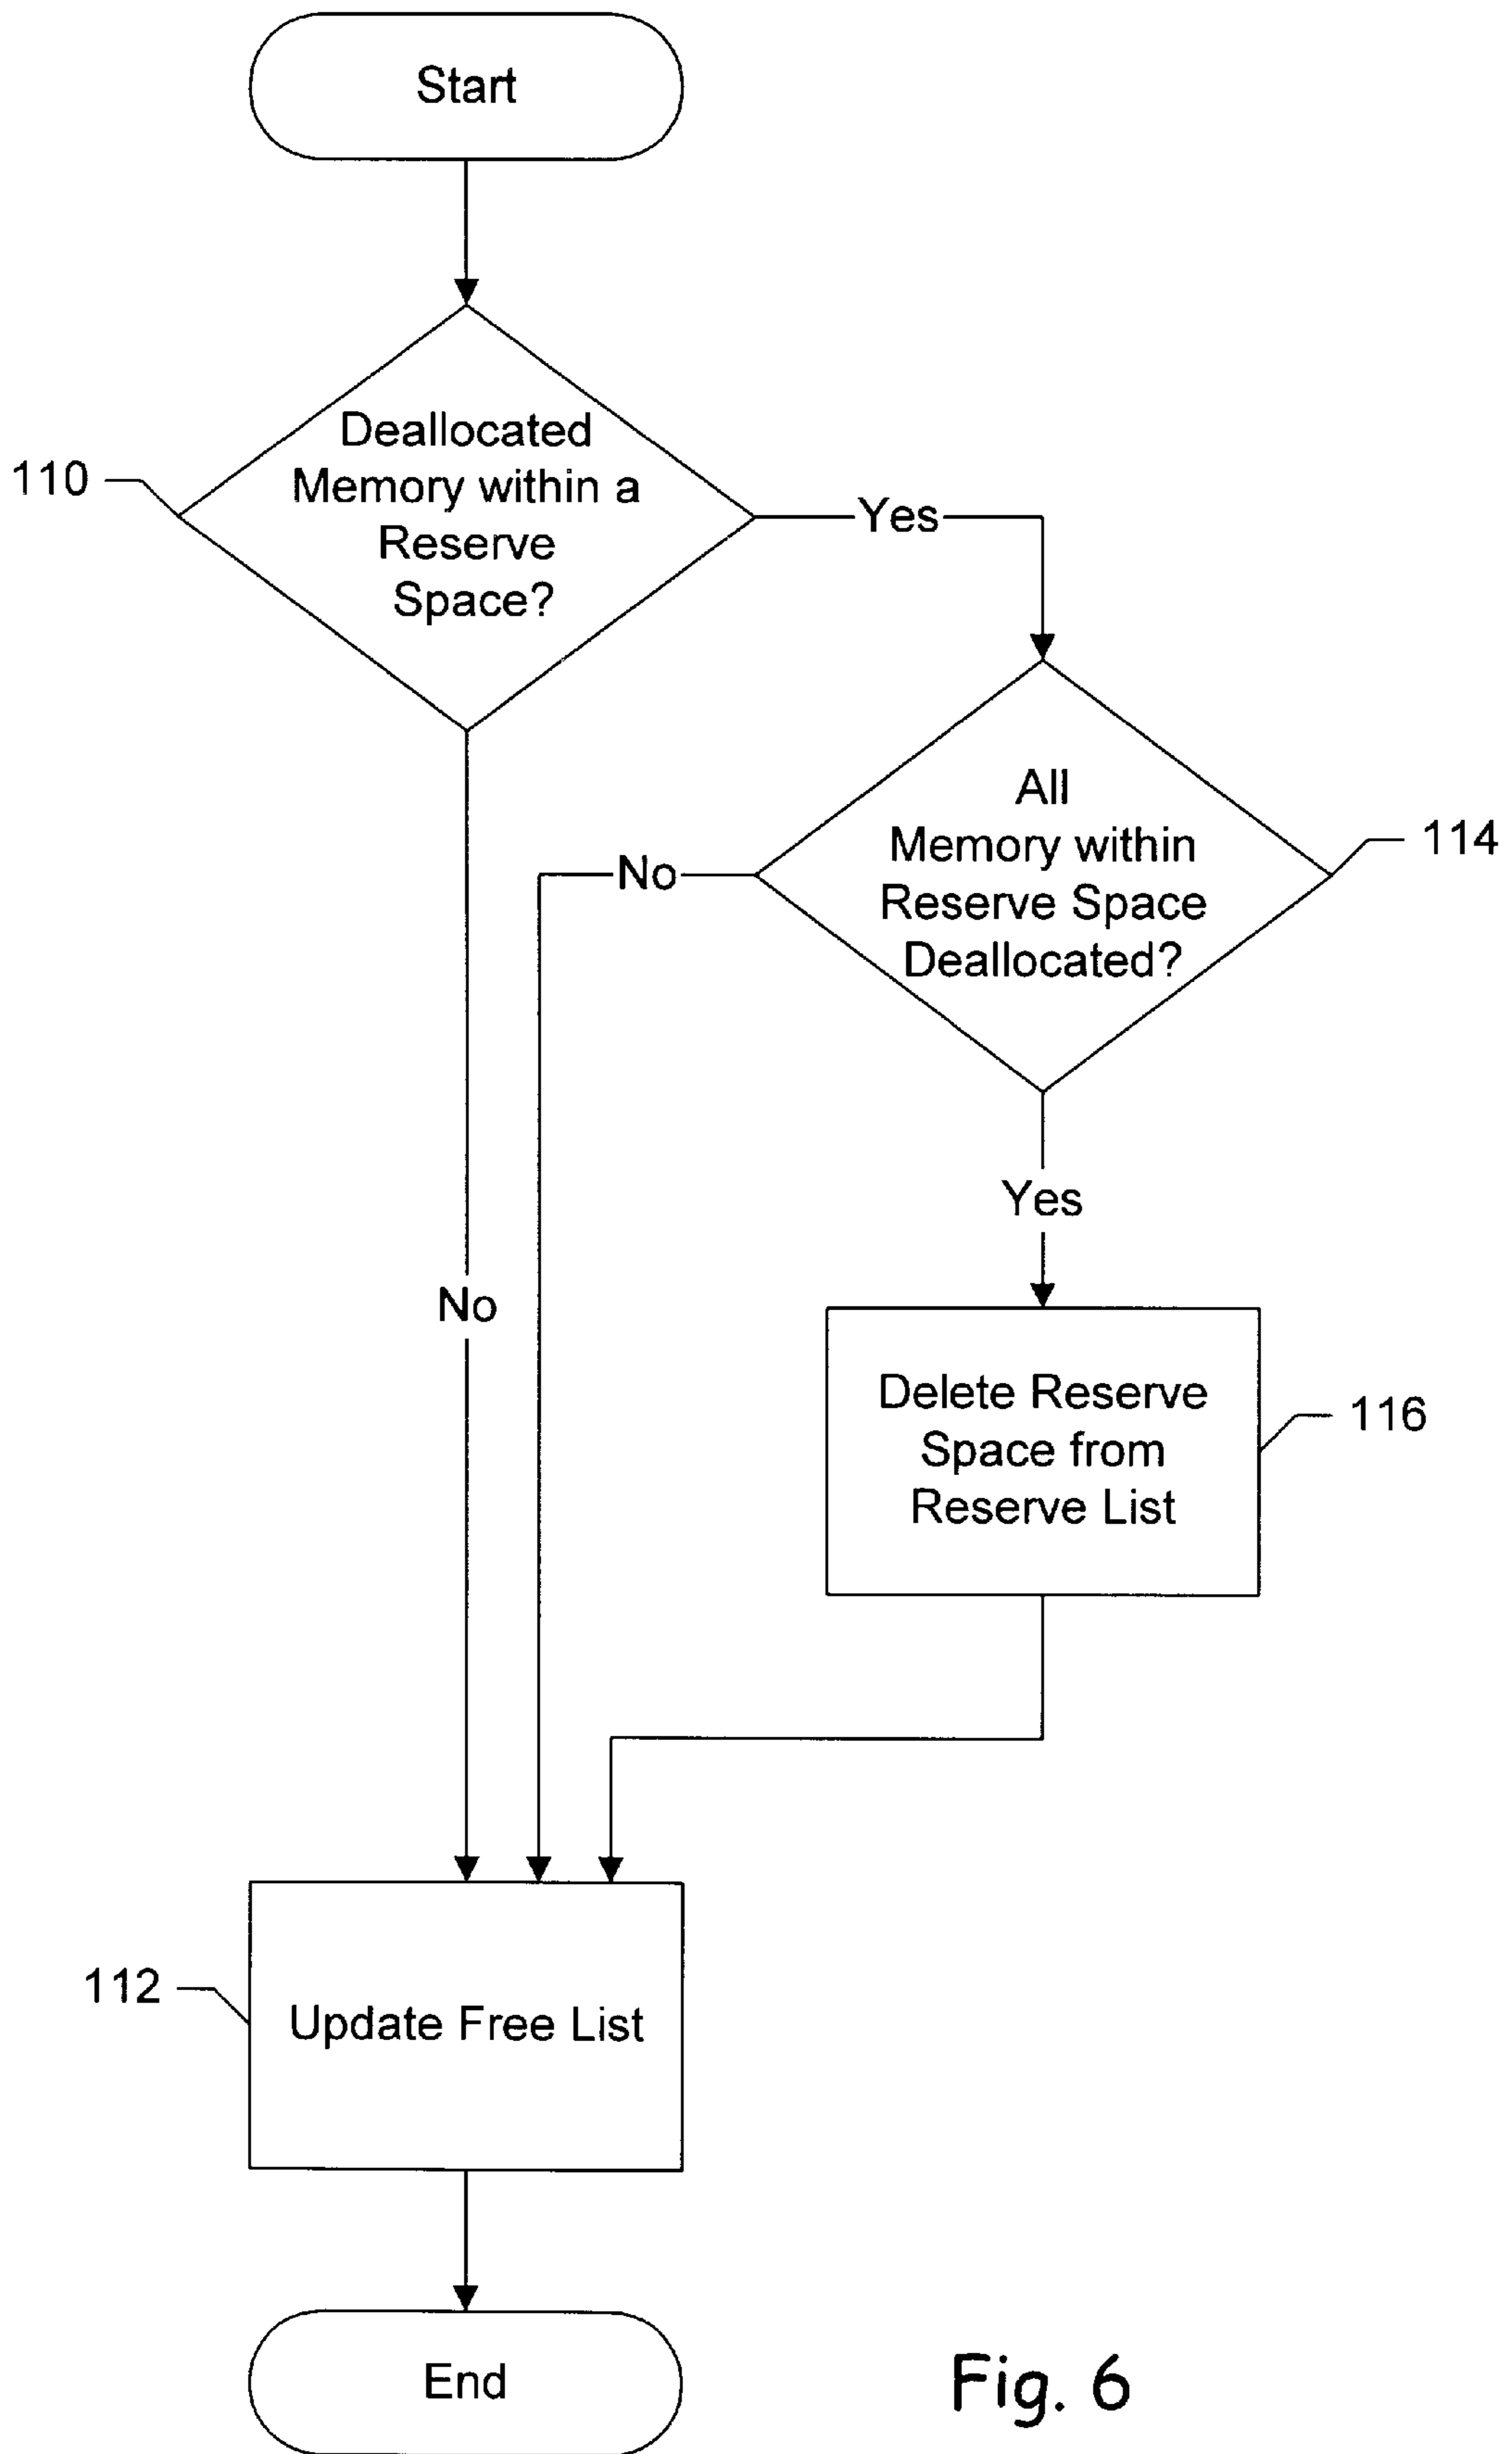 Start
110
Deallocated
Memory within a
Reserve
Space?
Yes
All
Memory within
Reserve Space
Deallocated?
114
No
Yes
No
Delete Reserve
Space from
Reserve List
116
112
Update Free List
End
Fig. 6